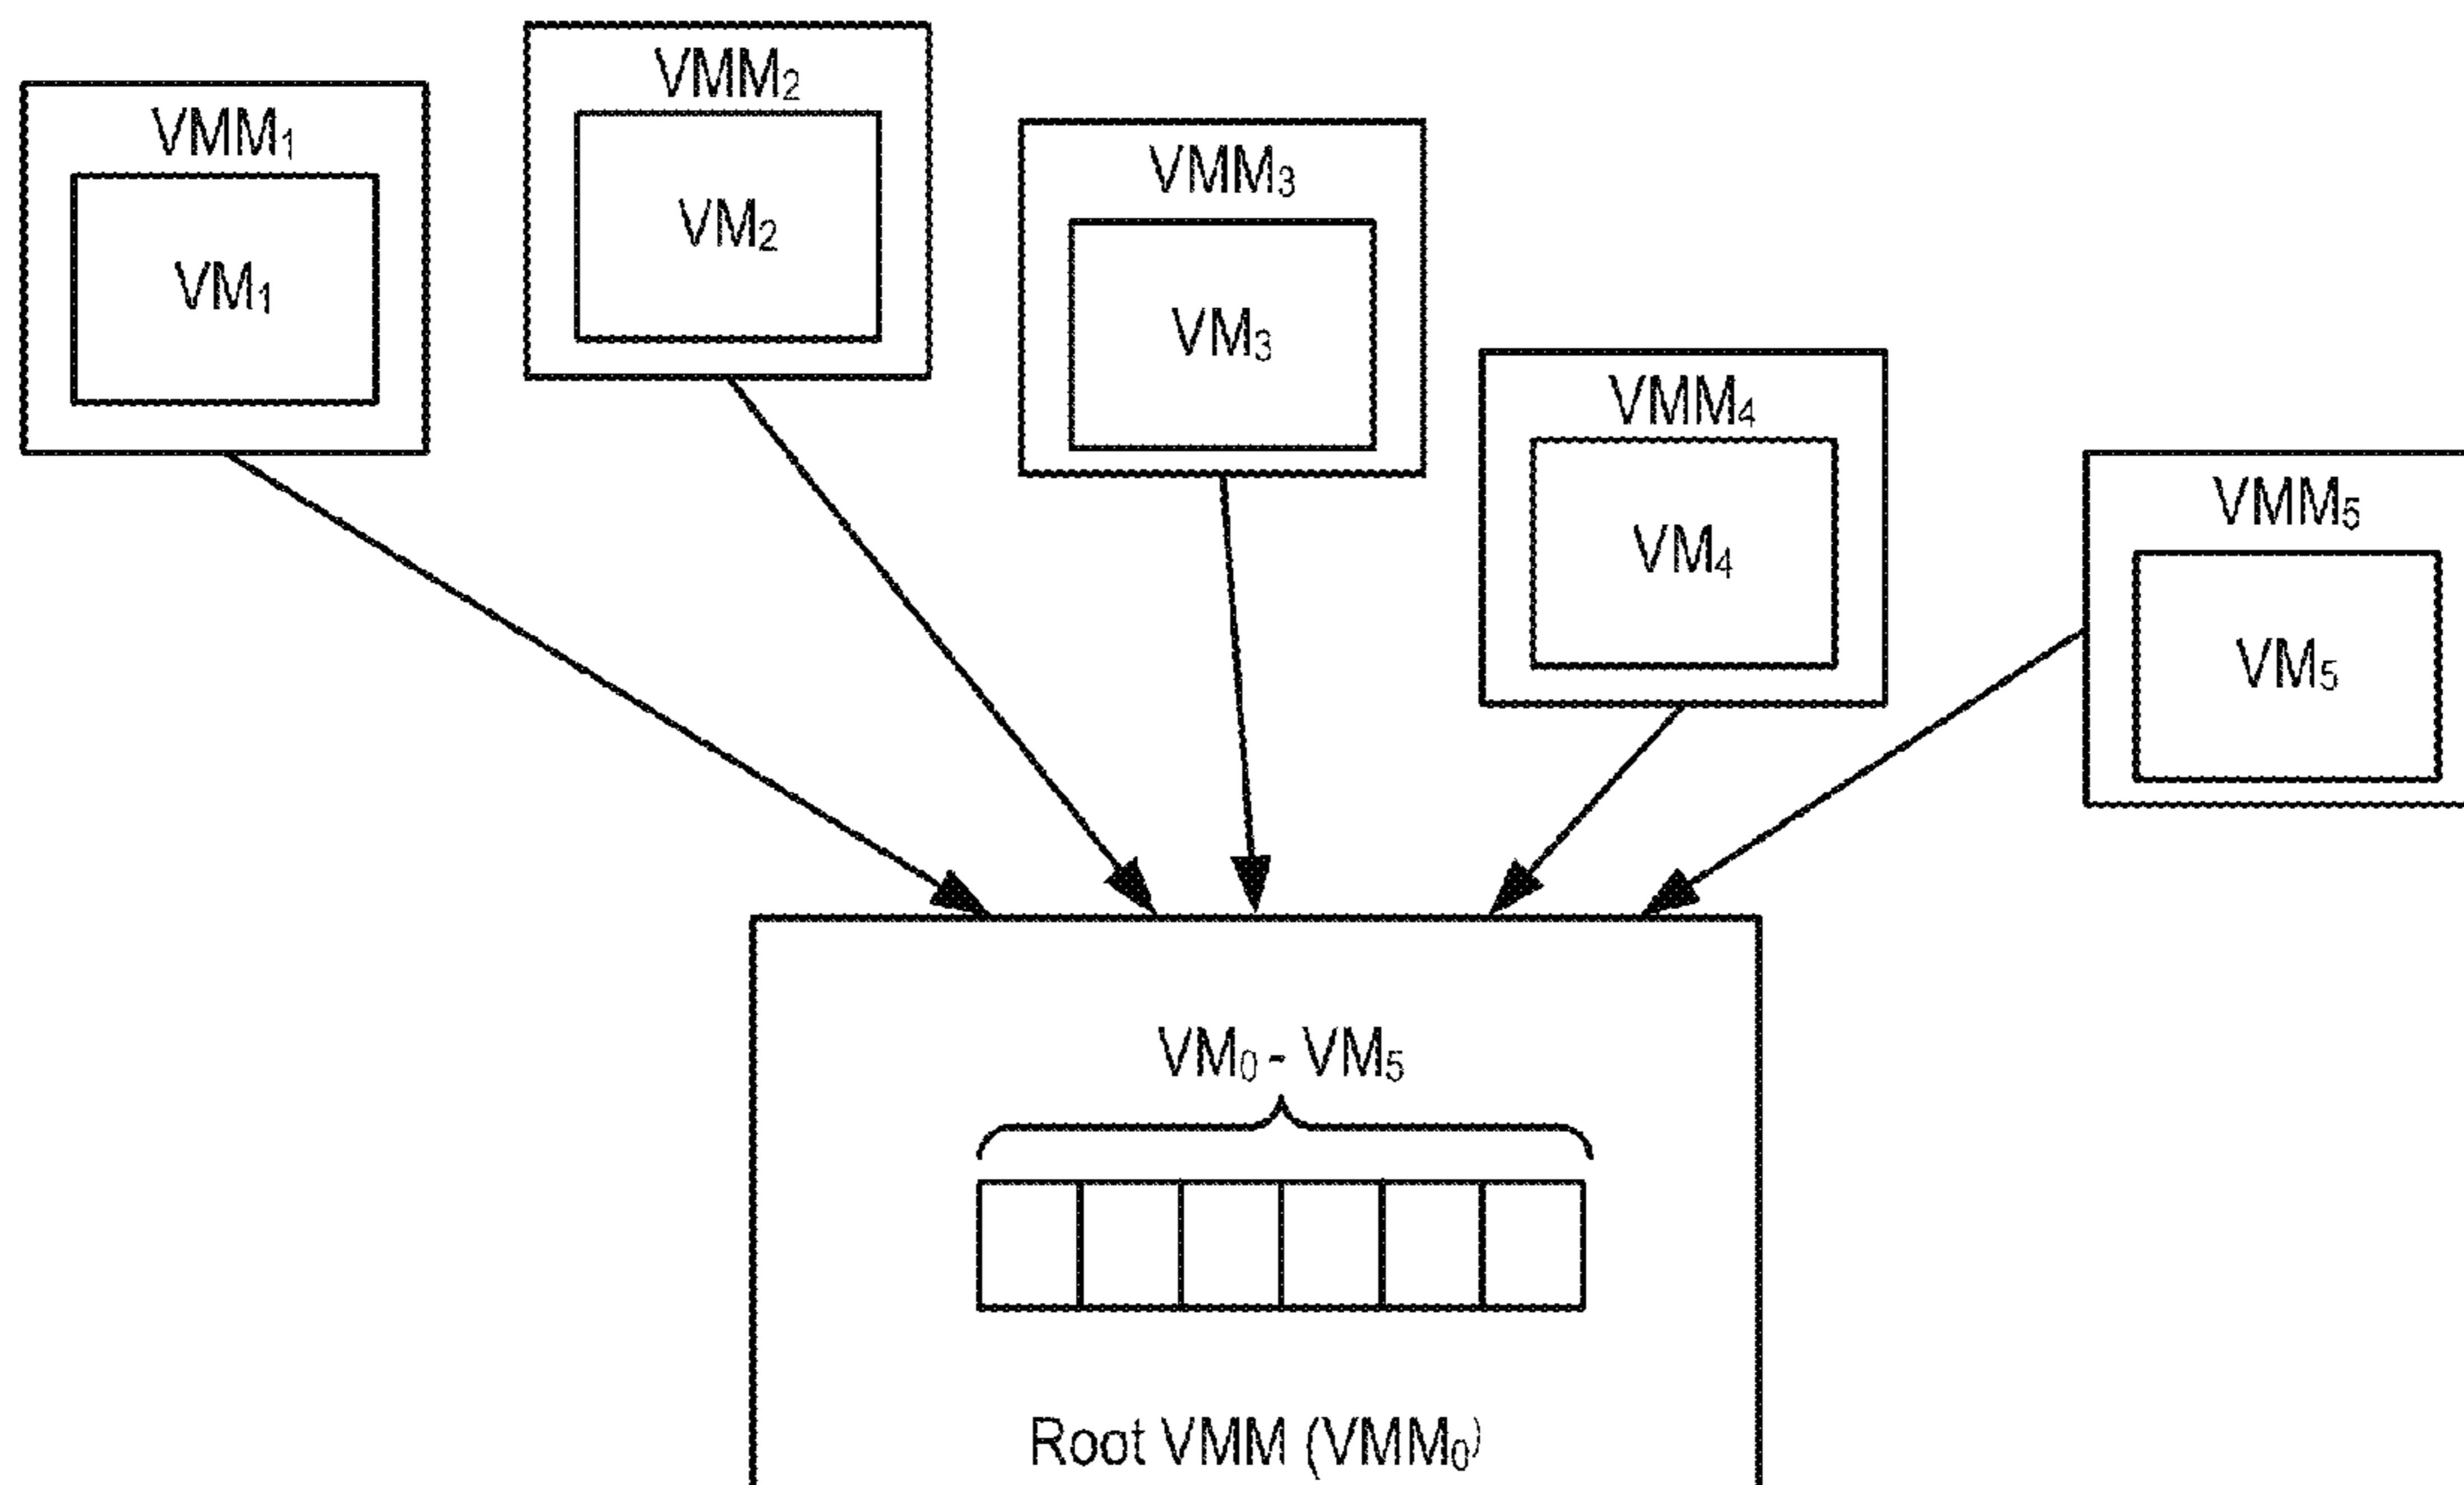 VMM₁
VM₁
VMM₂
VM₂
VMM₃
VM₃
VMM₄
VM₄
VMM₅
VM₅
VM₀ - VM₅
Root VMM (VMM₀)